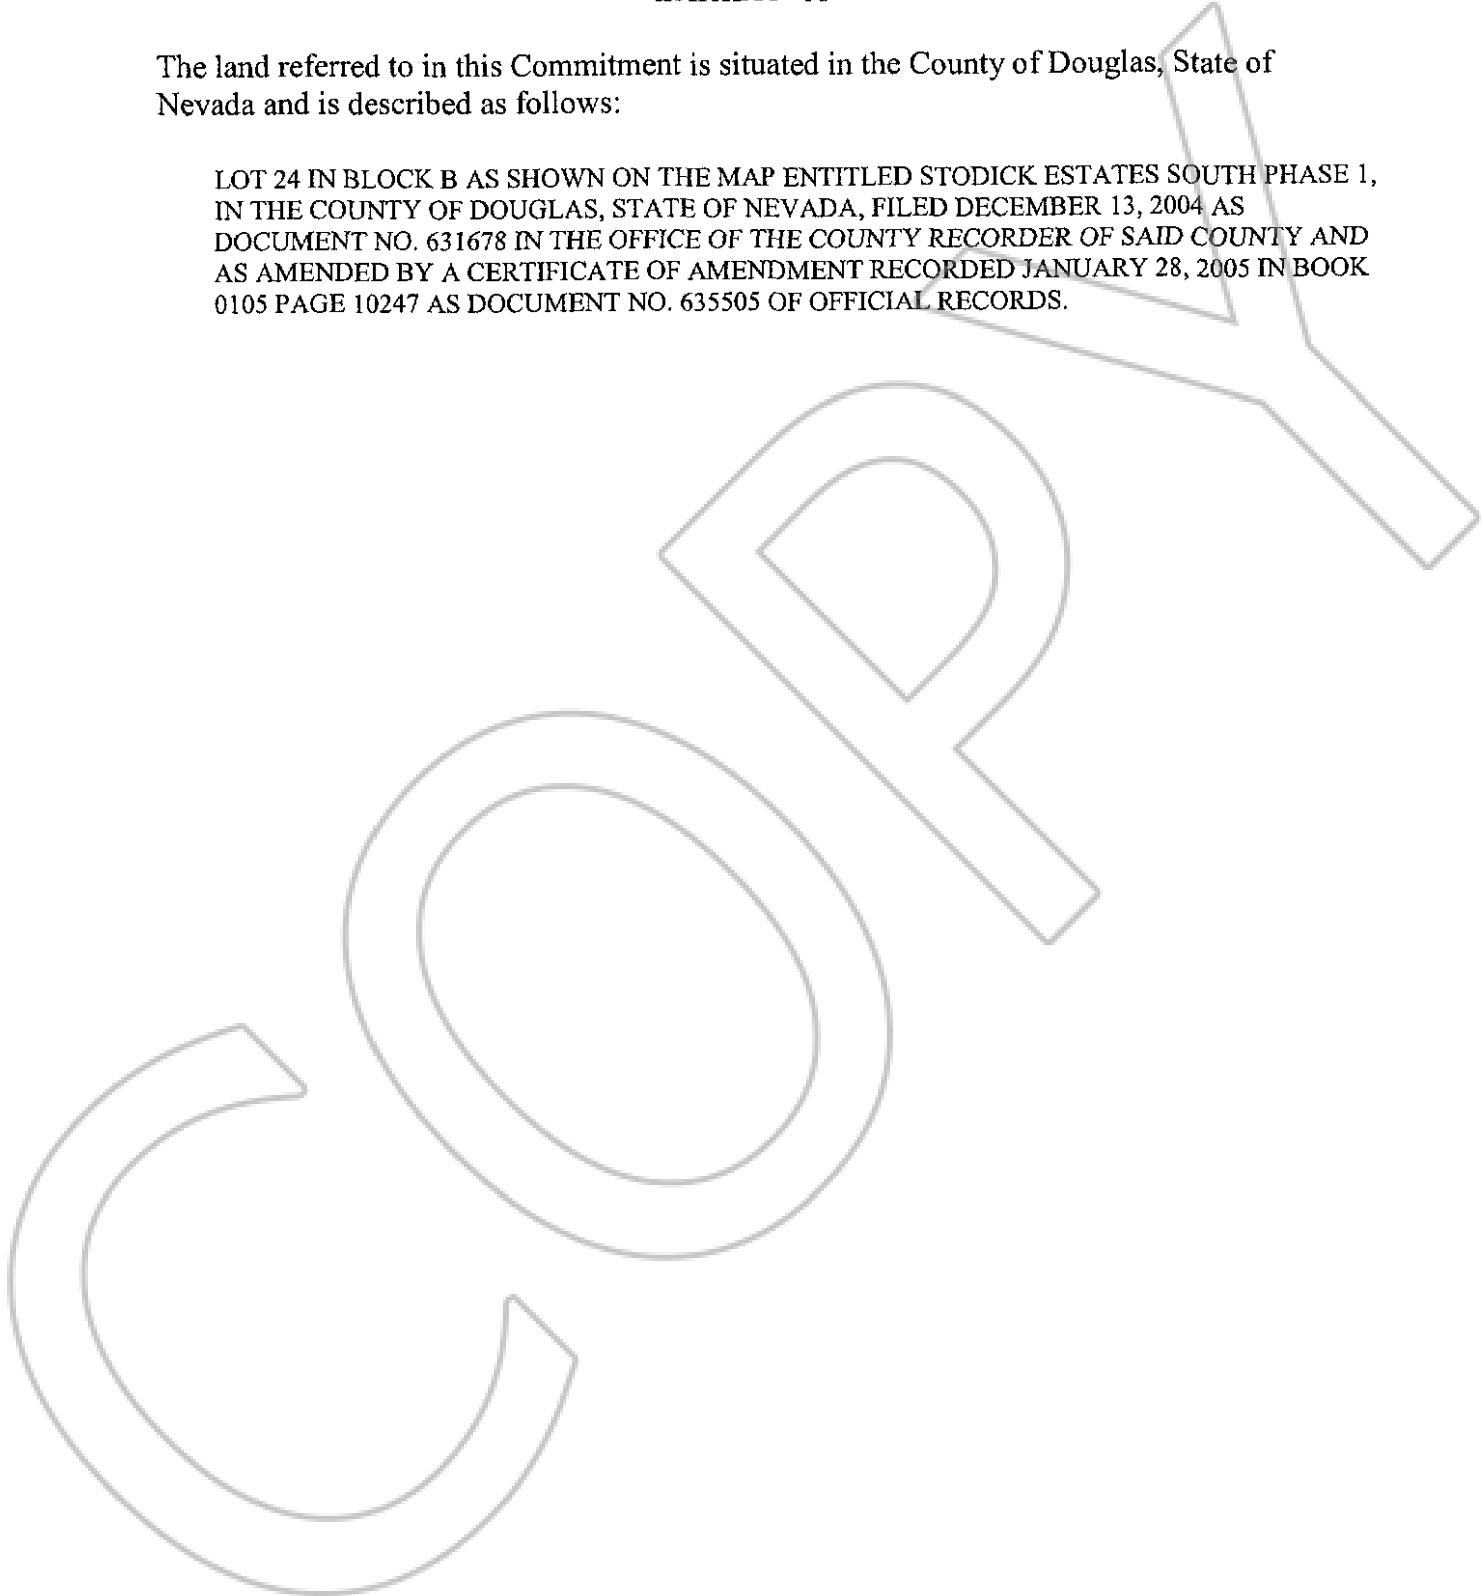 The land referred to in this Commitment is situated in the County of Douglas, State of
Nevada and is described as follows:
LOT 24 IN BLOCK B AS SHOWN ON THE MAP ENTITLED STODICK ESTATES SOUTH PHASE 1,
IN THE COUNTY OF DOUGLAS, STATE OF NEVADA, FILED DECEMBER 13, 2004 AS
DOCUMENT NO. 631678 IN THE OFFICE OF THE COUNTY RECORDER OF SAID COUNTY AND
AS AMENDED BY A CERTIFICATE OF AMENDMENT RECORDED JANUARY 28, 2005 IN BOOK
0105 PAGE 10247 AS DOCUMENT NO. 635505 OF OFFICIAL RECORDS.
COPY